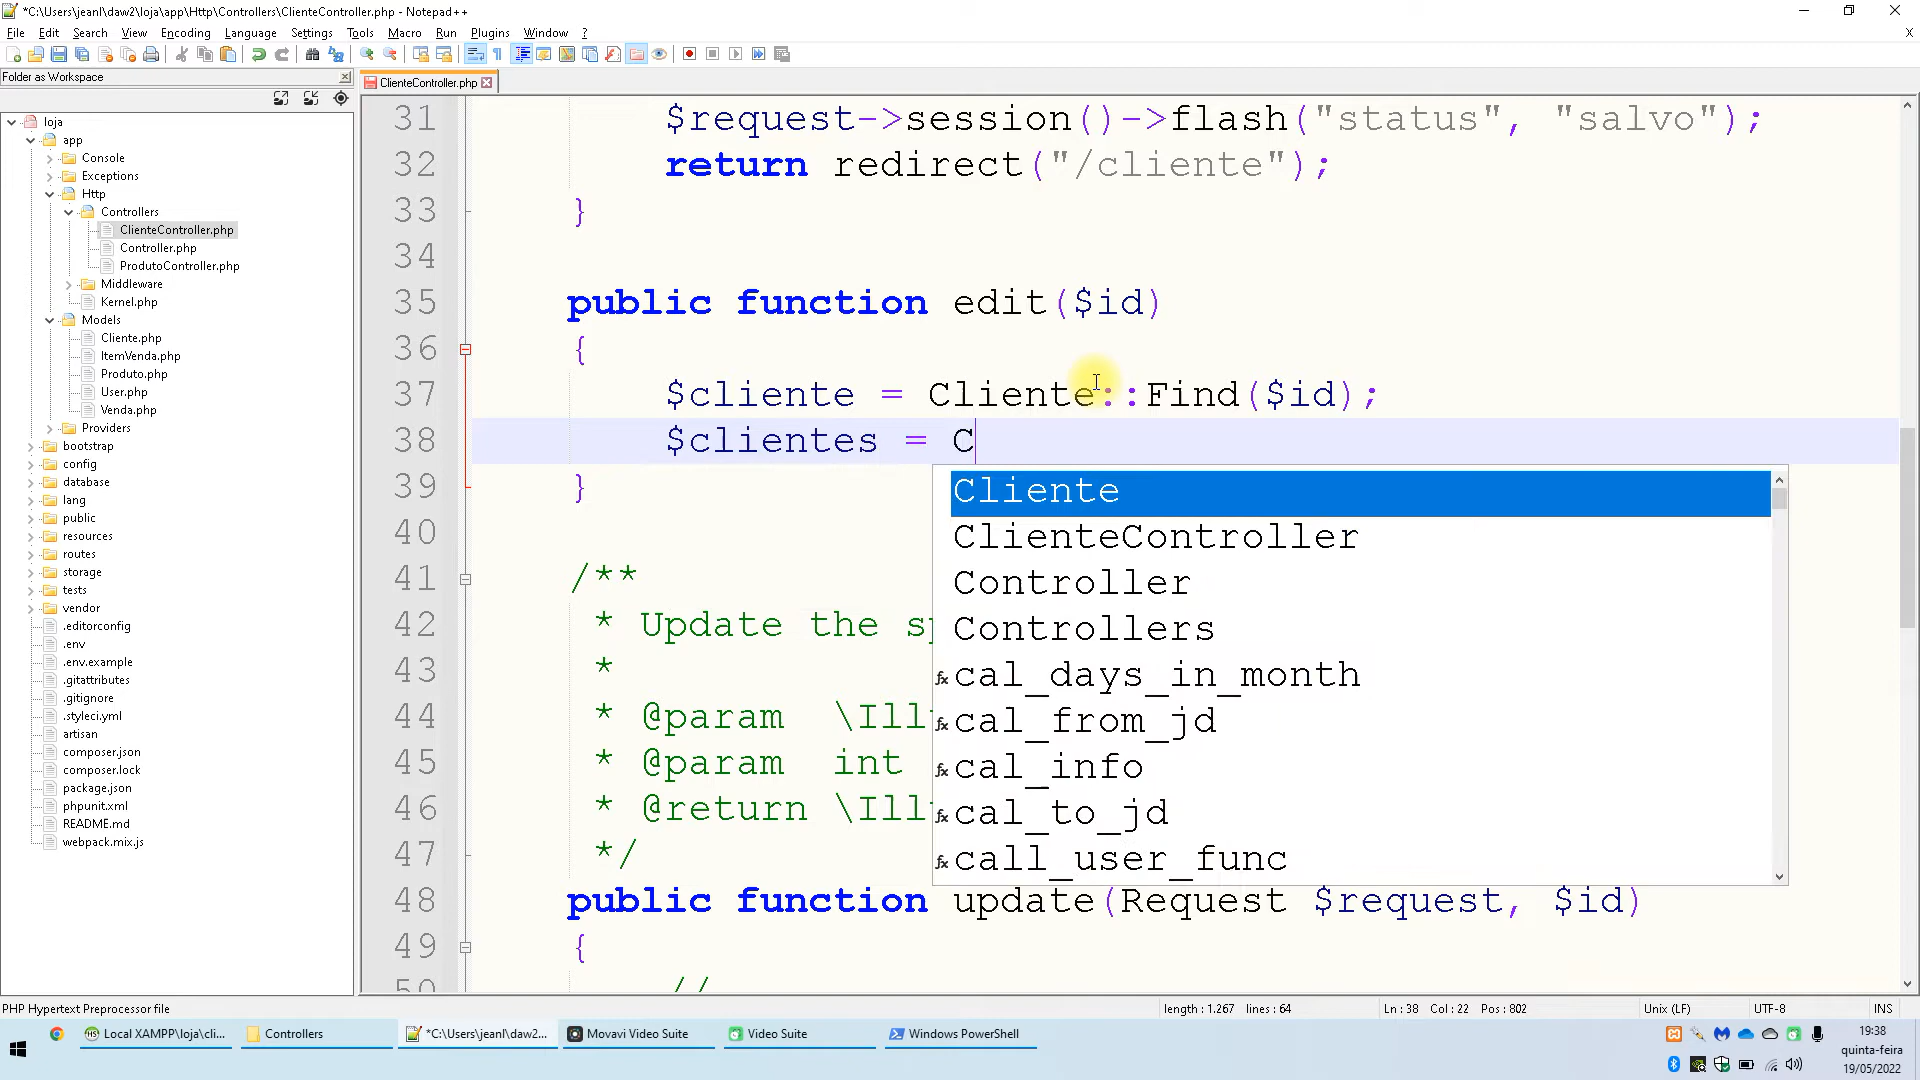 *C:\Users\jeanl\daw2\loja\app\Http\Controllers\ClienteController.php - Notepad++
File Edit Search View Encoding Language Settings Tools Macro Run Plugins Window ? X
Folder as Workspace
ClienteController.php
loja
app
Console
Exceptions
Http
Controllers
ClienteController.php
Controller.php
ProdutoController.php
Middleware
Kernel.php
Models
Cliente.php
ItemVenda.php
Produto.php
User.php
Venda.php
Providers
bootstrap
config
database
lang
public
resources
routes
storage
tests
vendor
.editorconfig
.env
.env.example
.gitattributes
.gitignore
.styleci.yml
artisan
composer.json
composer.lock
package.json
phpunit.xml
README.md
webpack.mix.js
31 $request->session()->flash("status", "salvo");
32 return redirect("/cliente");
33 }
34
35 public function edit($id)
36 {
37 $cliente = Cliente::Find($id);
38 $clientes = C
39 }
40
41 /**
42 * Update the
43 *
44 * @param \Ill
45 * @param int
46 * @return \Ill
47 */
48 public function update(Request $request, $id)
49 {
50 //
Cliente
ClienteController
Controller
Controllers
cal_days_in_month
cal_from_jd
cal_info
cal_to_jd
call_user_func
PHP Hypertext Preprocessor file length : 1.267 lines : 64 Ln : 38 Col : 22 Pos : 802 Unix (LF) UTF-8 INS
Local XAMPP\loja\cli... Controllers *C:\Users\jeanl\daw2... Movavi Video Suite Video Suite Windows PowerShell
19:38
quinta-feira
19/05/2022